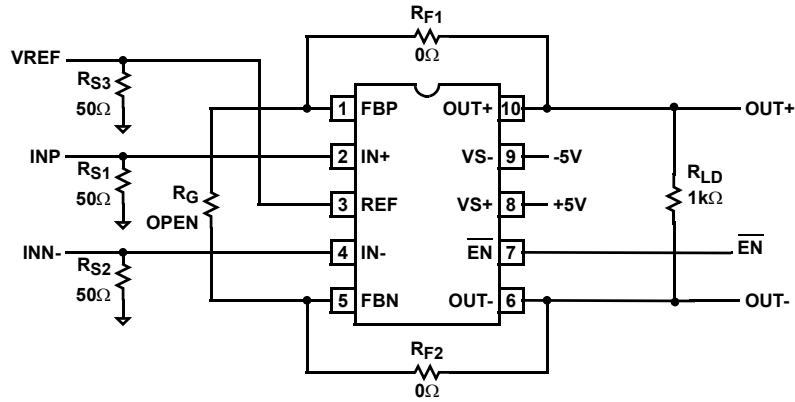 RF1
0Ω
VREF
RS3
50Ω
1 FBP OUT+ 10 OUT+
INP
2 IN+ VS- 9 -5V
RS1
50Ω
RG
OPEN
RLD
1kΩ
3 REF VS+ 8 +5V
INN-
4 IN- EN 7 EN
RS2
50Ω
5 FBN OUT- 6 OUT-
RF2
0Ω